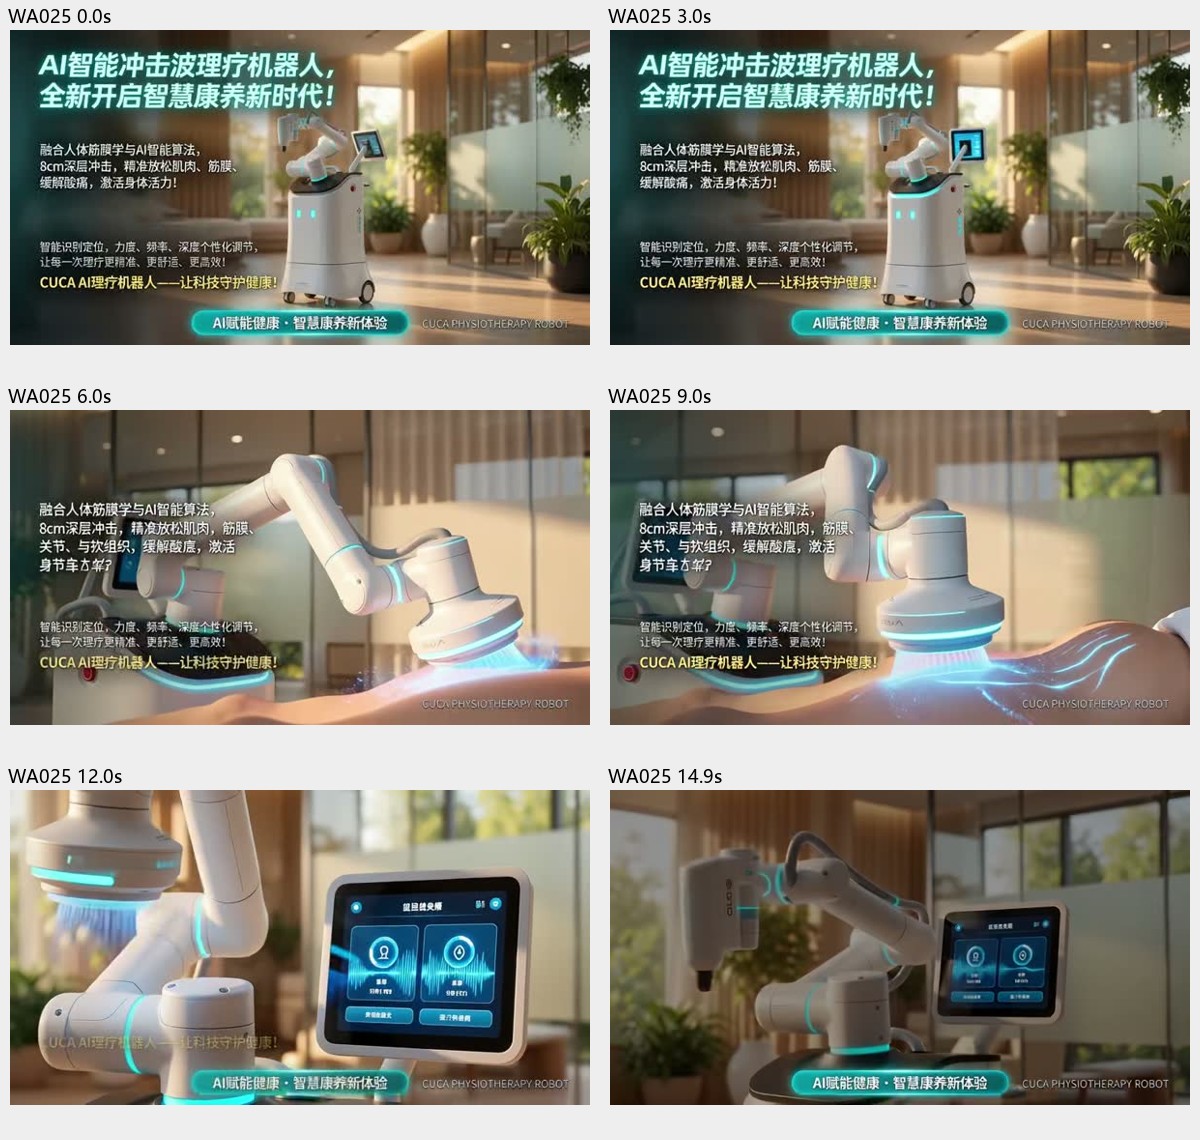 WA025 0.0s
AI智能冲击波理疗机器人，
全新开启智慧康养新时代！
融合人体筋膜学与AI智能算法，
8cm深层冲击，精准放松肌肉、筋膜、
缓解酸痛，激活身体活力！
智能识别定位，力度、频率、深度个性化调节，
让每一次理疗更精准、更舒适、更高效！
CUCA AI理疗机器人——让科技守护健康！
AI赋能健康·智慧康养新体验
CUCA PHYSIOTHERAPY ROBOT
WA025 3.0s
AI智能冲击波理疗机器人，
全新开启智慧康养新时代！
融合人体筋膜学与AI智能算法，
8cm深层冲击，精准放松肌肉、筋膜、
缓解酸痛，激活身体活力！
智能识别定位，力度、频率、深度个性化调节，
让每一次理疗更精准、更舒适、更高效！
CUCA AI理疗机器人——让科技守护健康！
AI赋能健康·智慧康养新体验
CUCA PHYSIOTHERAPY ROBOT
WA025 6.0s
融合人体筋膜学与AI智能算法，
8cm深层冲击，精准放松肌肉，筋膜、
关节、与软组织，缓解酸，激活
身
智能识别定位，力度、频率、深度个性化调节，
让每一次理疗更精准、更舒适、更高效！
CUCA AI理疗机器人——让科技守护健康！
CUCA PHYSIOTHERAPY ROBOT
WA025 9.0s
融合人体筋膜学与AI智能算法，
8cm深层冲击，精准放松肌肉，筋膜、
关节、与软组织，缓解酸，激活
身
智能识别定位，力度、频率、深度个性化调节，
让每一次理疗更精准、更舒适、更高效！
CUCA AI理疗机器人——让科技守护健康！
CUCA PHYSIOTHERAPY ROBOT
WA025 12.0s
CUCA AI理疗机器人——让科技守护健康！
AI赋能健康·智慧康养新体验
CUCA PHYSIOTHERAPY ROBOT
WA025 14.9s
AI赋能健康·智慧康养新体验
CUCA PHYSIOTHERAPY ROBOT